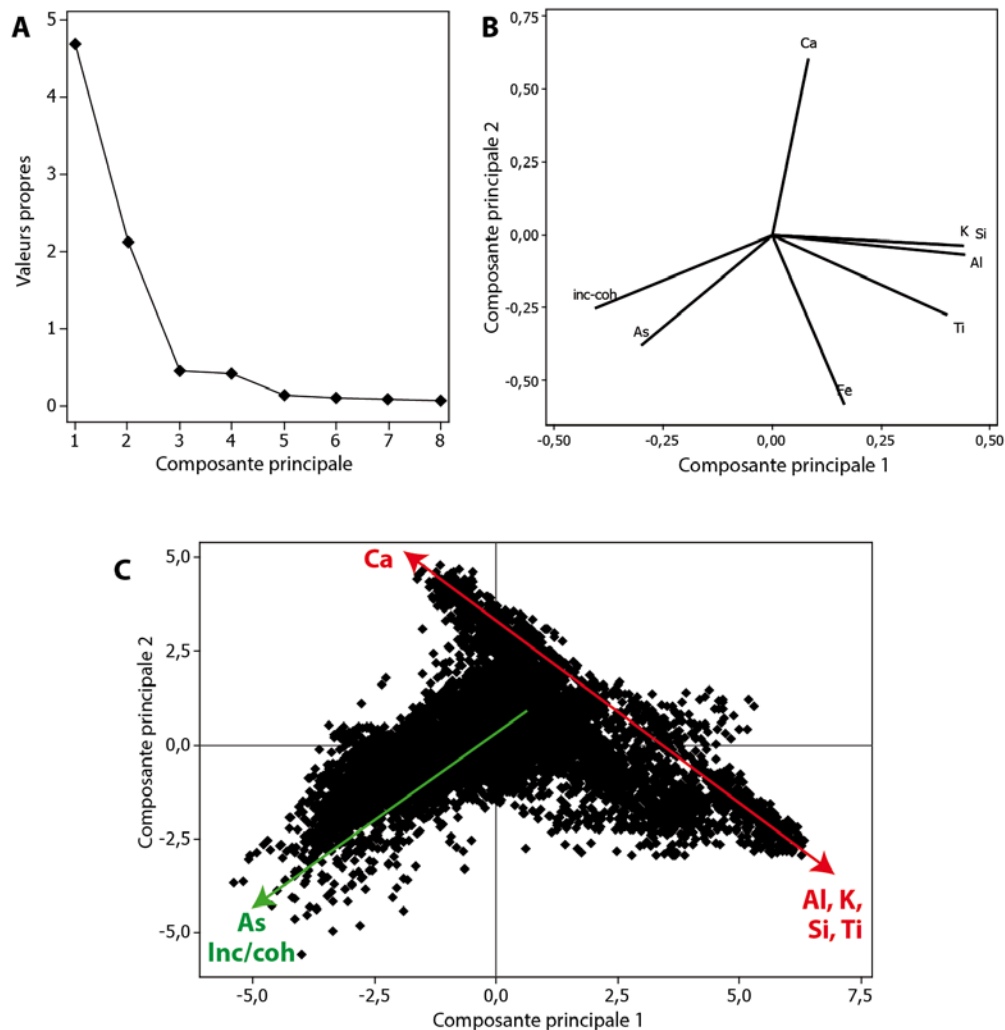 A
5
4
3
2
1
0
Valeurs propres
1 2 3 4 5 6 7 8
Composante principale
B
0,75
0,50
0,25
0,00
-0,25
-0,50
Composante principale 2
Ca
K Si
Al
inc-coh
As
Ti
Fe
-0,50 -0,25 0,00 0,25 0,50
Composante principale 1
C
5,0
2,5
0,0
-2,5
-5,0
Composante principale 2
Ca
As
Inc/coh
Al, K,
Si, Ti
-5,0 -2,5 0,0 2,5 5,0 7,5
Composante principale 1